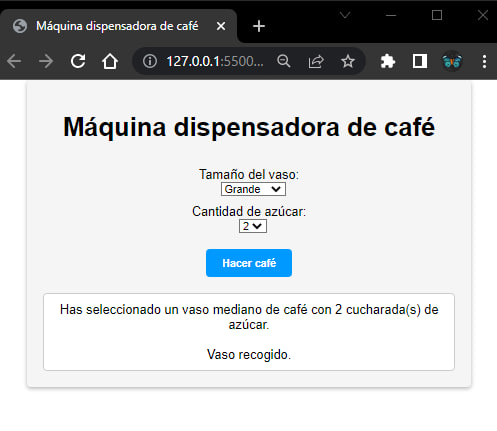 Máquina dispensadora de café
127.0.0.1:5500...
Máquina dispensadora de café
Tamaño del vaso:
Grande
Cantidad de azúcar:
2
Hacer café
Has seleccionado un vaso mediano de café con 2 cucharada(s) de
azúcar.
Vaso recogido.